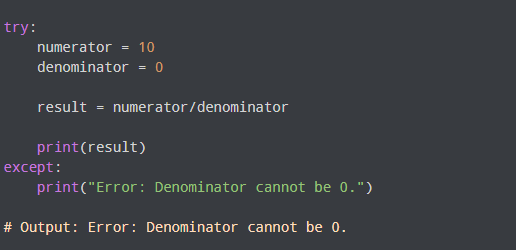 try:
    numerator = 10
    denominator = 0
    result = numerator/denominator
    print(result)
except:
    print("Error: Denominator cannot be 0.")
# Output: Error: Denominator cannot be 0.